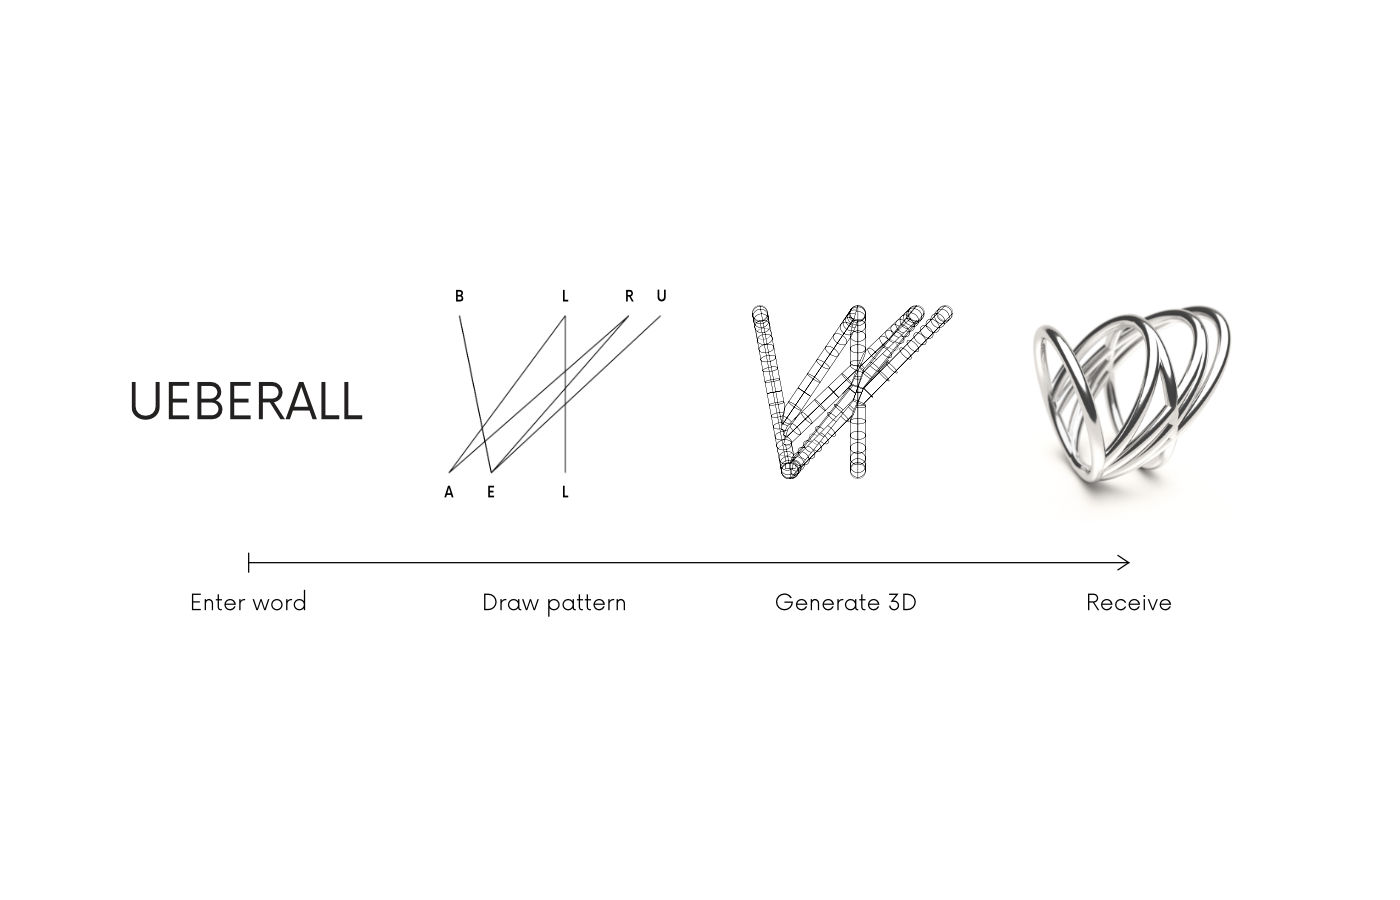 UEBERALL
B L R U
A E L
Enter word
Draw pattern
Generate 3D
Receive